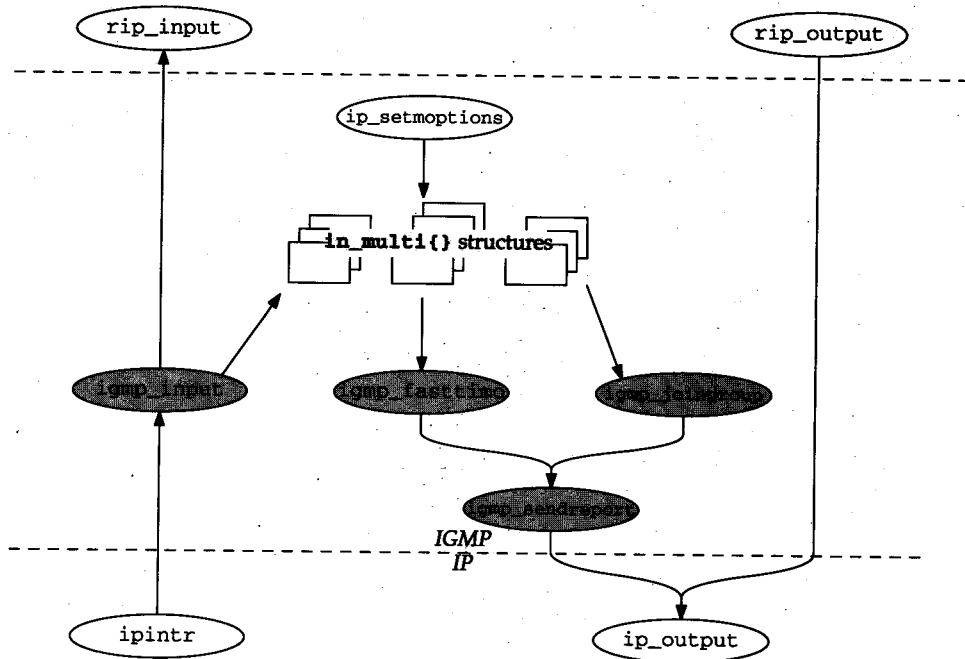 rip_input
rip_output
ip_setmoptions
in_multi{} structures
igmp_input
igmp_fasttimo
igmp_joingroup
igmp_sendreport
IGMP
IP
ipintr
ip_output